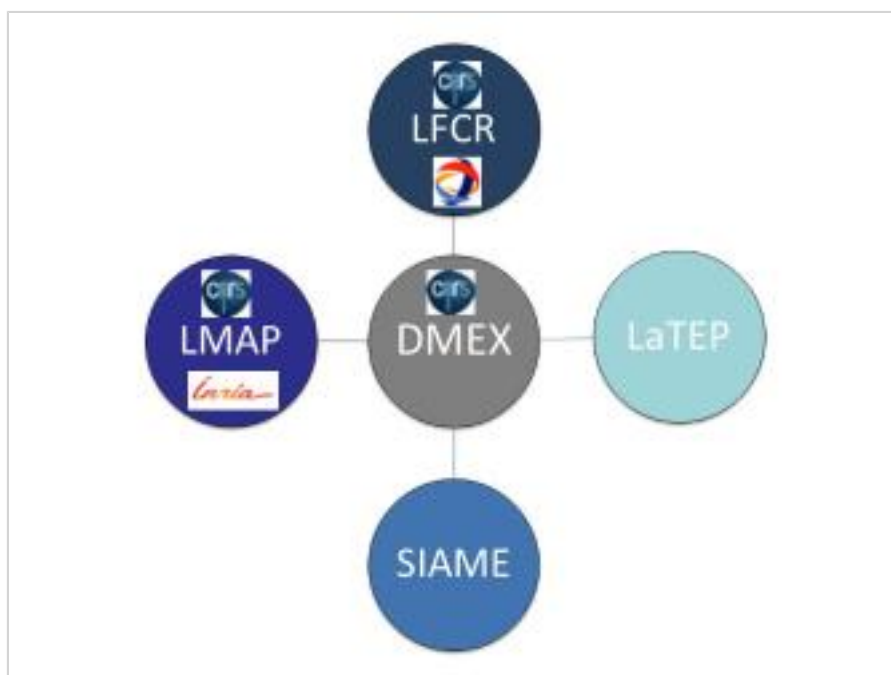 cnrs
LFCR
cnrs
LMAP
Inria
cnrs
DMEX
LaTEP
SIAME